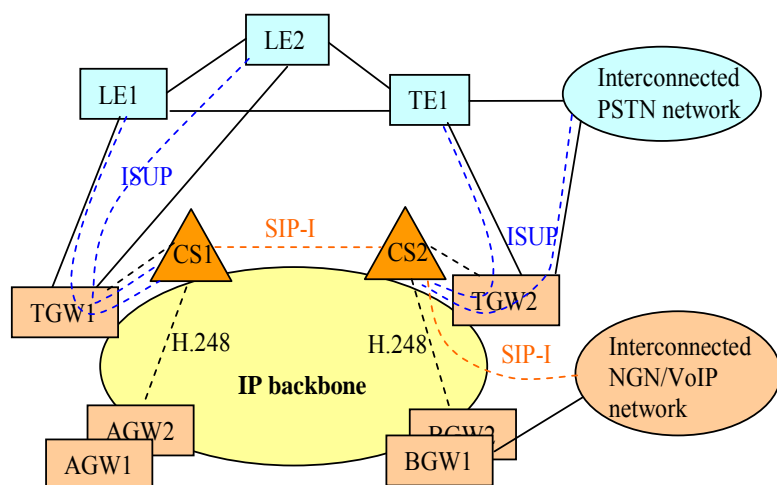 LE2
LE1
TE1
Interconnected
PSTN network
ISUP
SIP-I
ISUP
CS1
CS2
TGW1
TGW2
H.248
H.248
SIP-I
IP backbone
Interconnected
NGN/VoIP
network
AGW2
BGW2
AGW1
BGW1